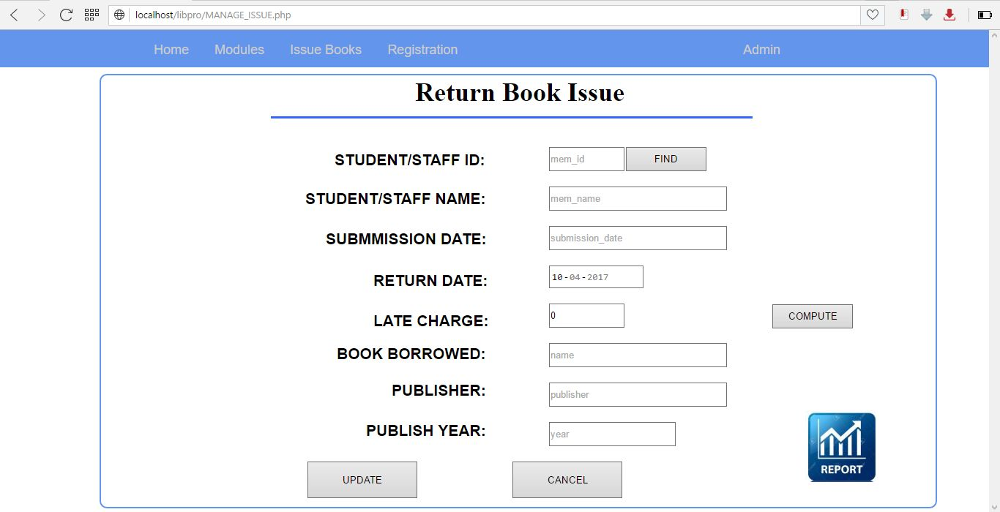 localhost/libpro/MANAGE_ISSUE.php
Home Modules Issue Books Registration Admin
Return Book Issue
STUDENT/STAFF ID: mem_id FIND
STUDENT/STAFF NAME: mem_name
SUBMMISSION DATE: submission_date
RETURN DATE: 10-04-2017
LATE CHARGE: 0 COMPUTE
BOOK BORROWED: name
PUBLISHER: publisher
PUBLISH YEAR: year
REPORT
UPDATE CANCEL